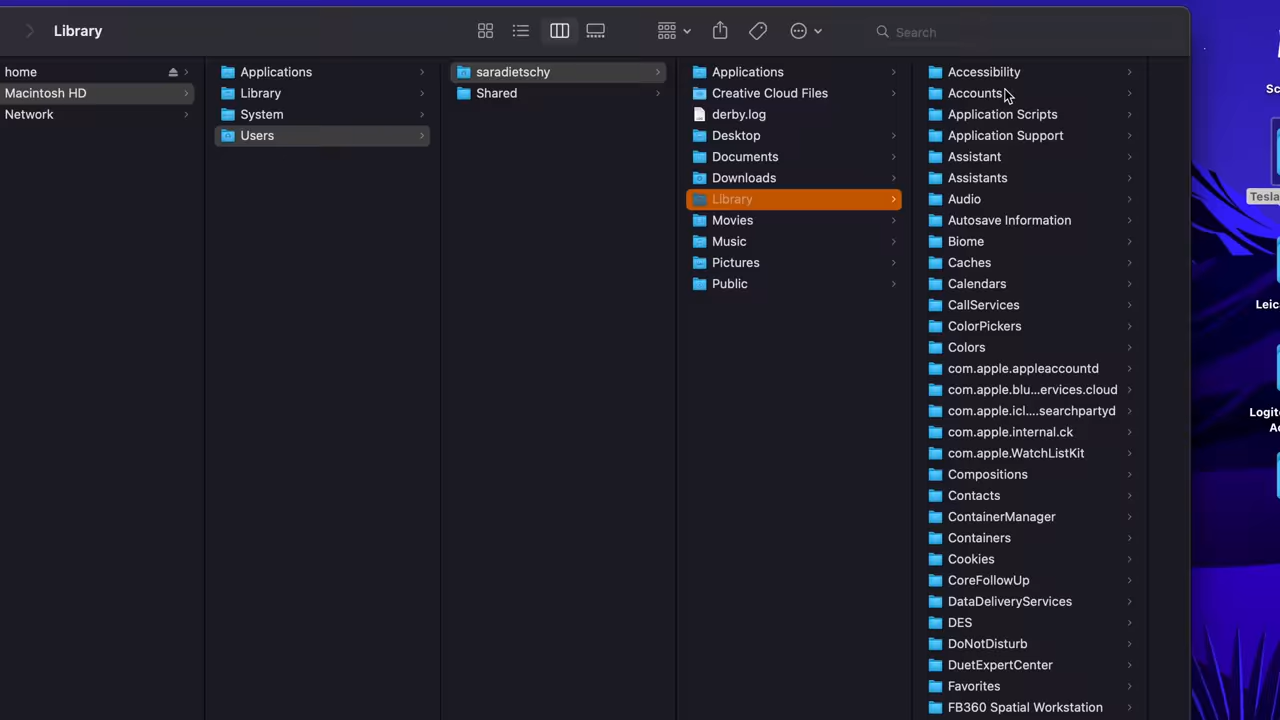 Library
Search
home
Macintosh HD
Network
Applications
Library
System
Users
saradietschy
Shared
Applications
Creative Cloud Files
derby.log
Desktop
Documents
Downloads
Library
Movies
Music
Pictures
Public
Accessibility
Accounts
Application Scripts
Application Support
Assistant
Assistants
Audio
Autosave Information
Biome
Caches
Calendars
CallServices
ColorPickers
Colors
com.apple.appleaccountd
com.apple.blu...ervices.cloud
com.apple.icl....searchpartyd
com.apple.internal.ck
com.apple.WatchListKit
Compositions
Contacts
ContainerManager
Containers
Cookies
CoreFollowUp
DataDeliveryServices
DES
DoNotDisturb
DuetExpertCenter
Favorites
FB360 Spatial Workstation
Sc
Tesla
Leic
Logit
Ac